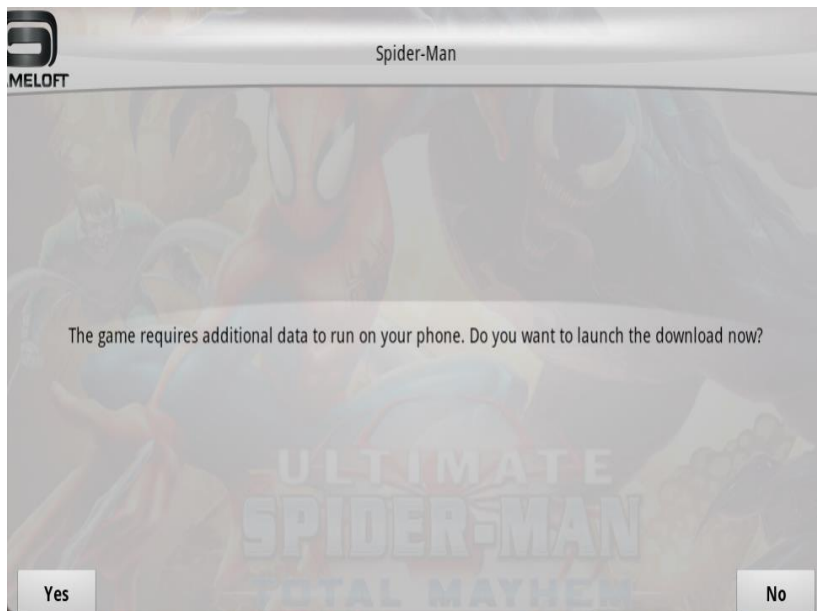 Spider-Man
AMELOFT
The game requires additional data to run on your phone. Do you want to launch the download now?
ULTIMATE
SPIDER-MAN
TOTAL MAYHEM
Yes
No